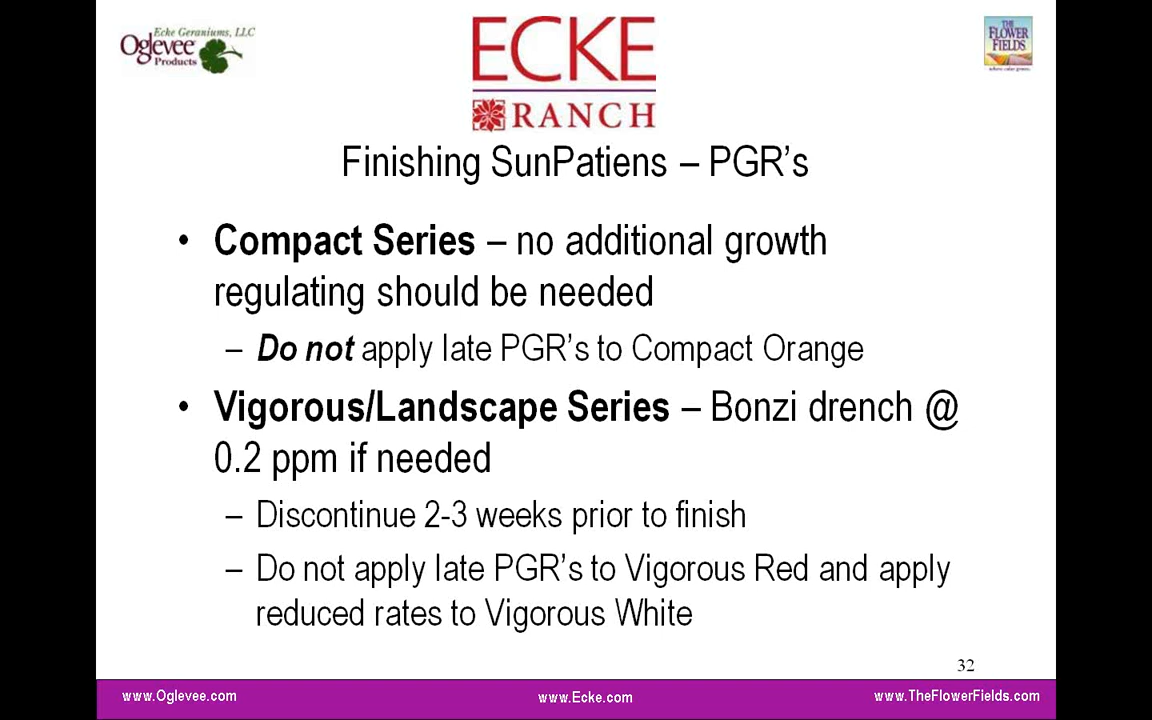 Ecke Geraniums, LLC
Oglevee
Products
ECKE
RANCH
THE
FLOWER
FIELDS
Finishing SunPatiens – PGR's
• Compact Series – no additional growth
regulating should be needed
– Do not apply late PGR's to Compact Orange
• Vigorous/Landscape Series – Bonzi drench @
0.2 ppm if needed
– Discontinue 2-3 weeks prior to finish
– Do not apply late PGR's to Vigorous Red and apply
reduced rates to Vigorous White
32
www.Oglevee.com
www.Ecke.com
www.TheFlowerFields.com